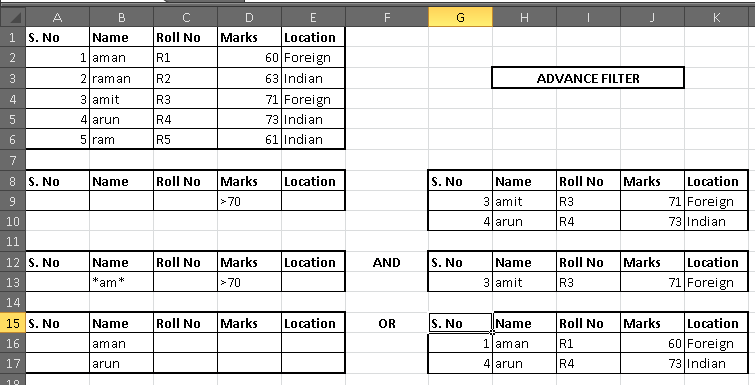 A B C D E F G H I J K
1 S. No Name Roll No Marks Location
2 1 aman R1 60 Foreign
3 2 raman R2 63 Indian ADVANCE FILTER
4 3 amit R3 71 Foreign
5 4 arun R4 73 Indian
6 5 ram R5 61 Indian
7
8 S. No Name Roll No Marks Location S. No Name Roll No Marks Location
9 >70 3 amit R3 71 Foreign
10 4 arun R4 73 Indian
11
12 S. No Name Roll No Marks Location AND S. No Name Roll No Marks Location
13 *am* >70 3 amit R3 71 Foreign
14
15 S. No Name Roll No Marks Location OR S. No Name Roll No Marks Location
16 aman 1 aman R1 60 Foreign
17 arun 4 arun R4 73 Indian
18